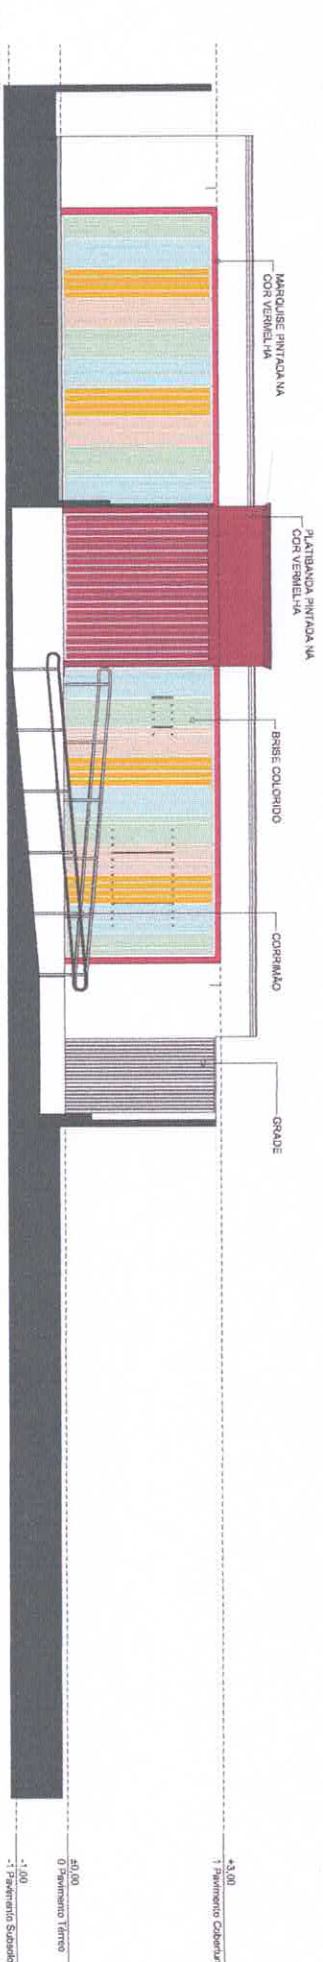 MARQUISE PINTADA NA
COR VERMELHA
PLATIBANDA PINTADA NA
COR VERMELHA
BRISE COLORIDO
CORRIMÃO
GRADE
+3,00
1 Pavimento Cobertur
±0,00
0 Pavimento Térreo
-1,00
-1 Pavimento Subsolo